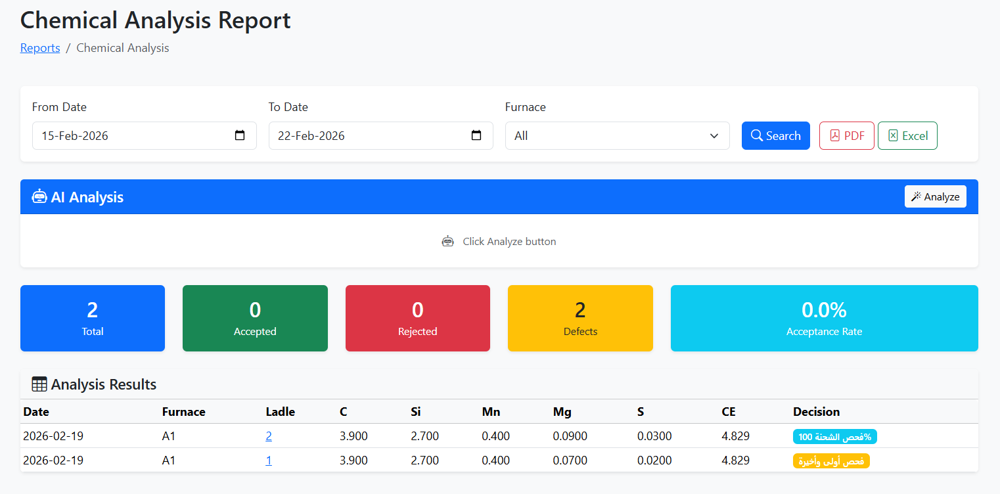 Chemical Analysis Report
Reports / Chemical Analysis
From Date To Date Furnace
15-Feb-2026 22-Feb-2026 All Search PDF Excel
AI Analysis Analyze
Click Analyze button
2 0 0 2 0.0%
Total Accepted Rejected Defects Acceptance Rate
Analysis Results
Date Furnace Ladle C Si Mn Mg S CE Decision
2026-02-19 A1 2 3.900 2.700 0.400 0.0900 0.0300 4.829 %فحص الشحنة 100
2026-02-19 A1 1 3.900 2.700 0.400 0.0700 0.0200 4.829 فحص أولى وأخيرة